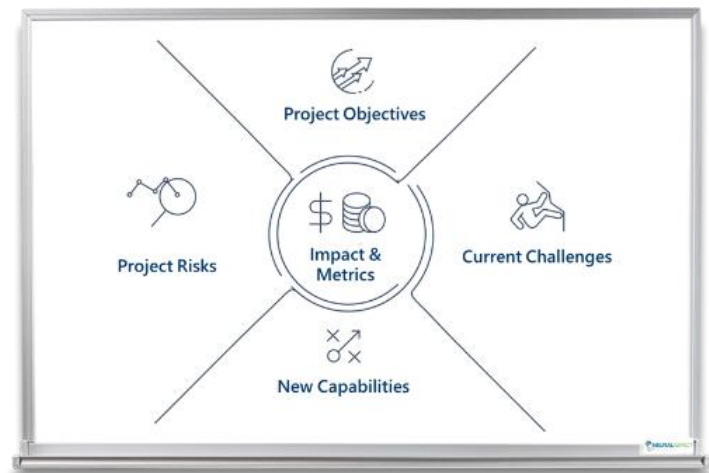 Project Objectives
Project Risks
$
Impact &
Metrics
Current Challenges
New Capabilities